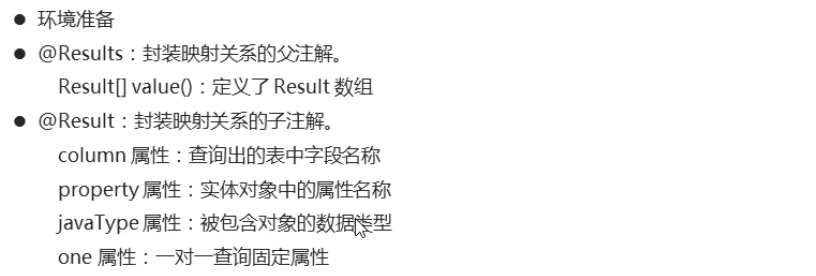 ● 环境准备
● @Results：封装映射关系的父注解。
Result[] value()：定义了 Result 数组
● @Result：封装映射关系的子注解。
column 属性：查询出的表中字段名称
property 属性：实体对象中的属性名称
javaType 属性：被包含对象的数据类型
one 属性：一对一查询固定属性